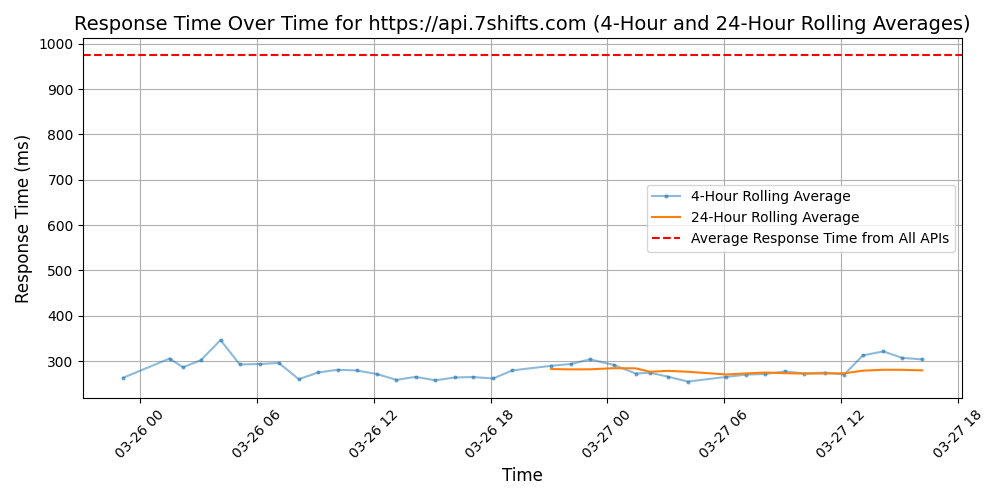 Response Time Over Time for https://api.7shifts.com (4-Hour and 24-Hour Rolling Averages)
Response Time (ms)
1000
900
800
700
600
500
400
300
4-Hour Rolling Average
24-Hour Rolling Average
Average Response Time from All APIs
03-26 00
03-26 06
03-26 12
03-26 18
03-27 00
03-27 06
03-27 12
03-27 18
Time